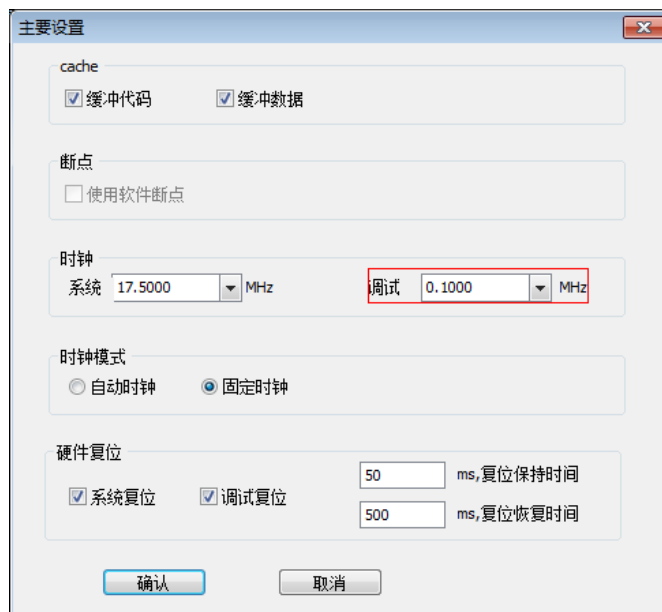 主要设置
cache
缓冲代码 缓冲数据
断点
使用软件断点
时钟
系统 17.5000 MHz 调试 0.1000 MHz
时钟模式
自动时钟 固定时钟
硬件复位
50 ms,复位保持时间
系统复位 调试复位
500 ms,复位恢复时间
确认 取消